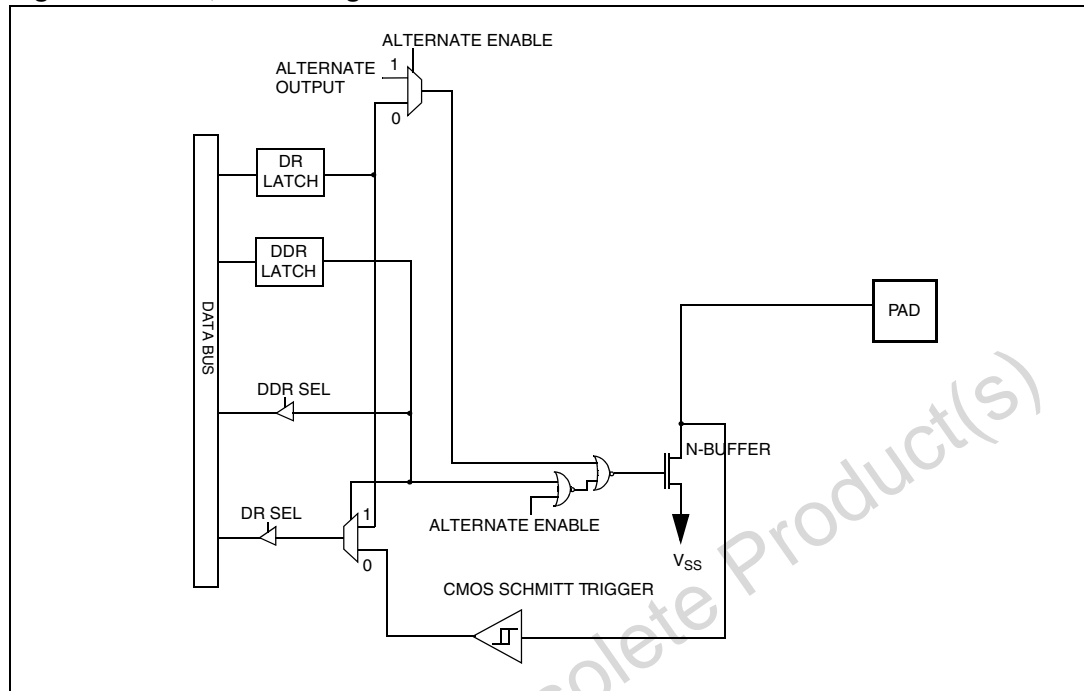 ALTERNATE ENABLE
ALTERNATE
OUTPUT
1
0
DR
LATCH
DDR
LATCH
DATA BUS
PAD
DDR SEL
N-BUFFER
DR SEL
1
0
ALTERNATE ENABLE
VSS
CMOS SCHMITT TRIGGER
solete Product(s)